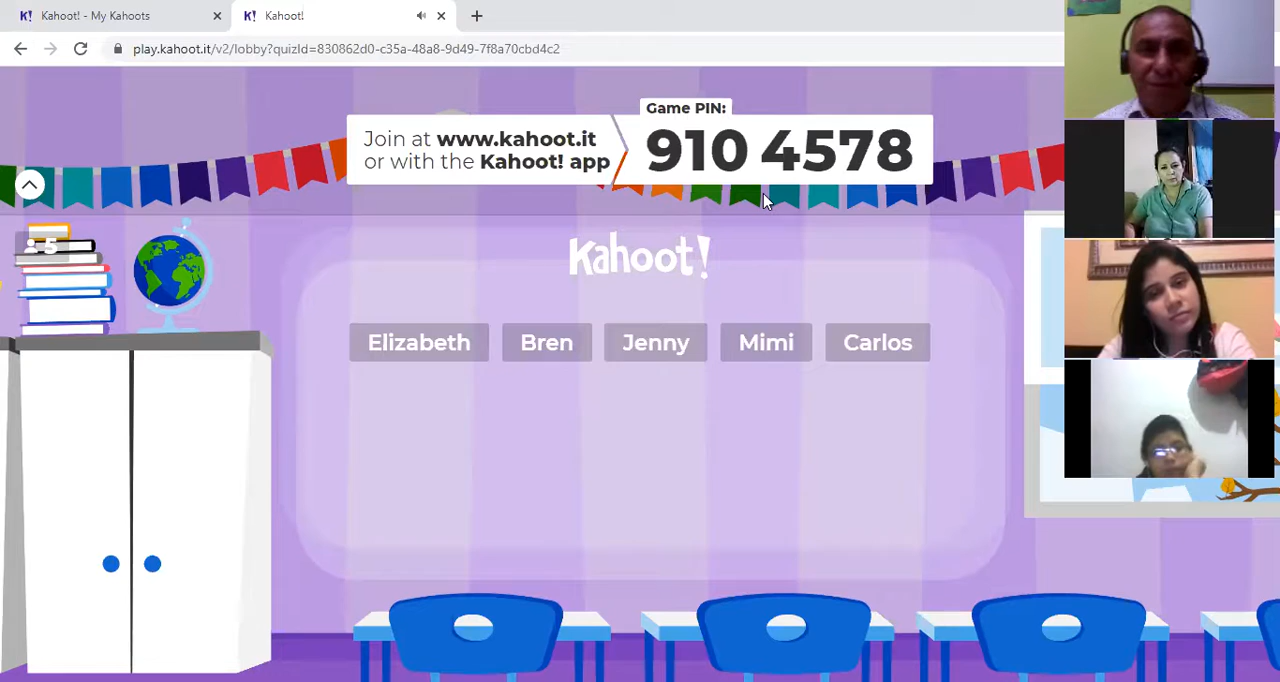 Kahoot! - My Kahoots
Kahoot!
play.kahoot.it/v2/lobby?quizId=830862d0-c35a-48a8-9d49-7f8a70cbd4c2
Game PIN:
Join at www.kahoot.it
or with the Kahoot! app
910 4578
5
Kahoot!
Elizabeth Bren Jenny Mimi Carlos